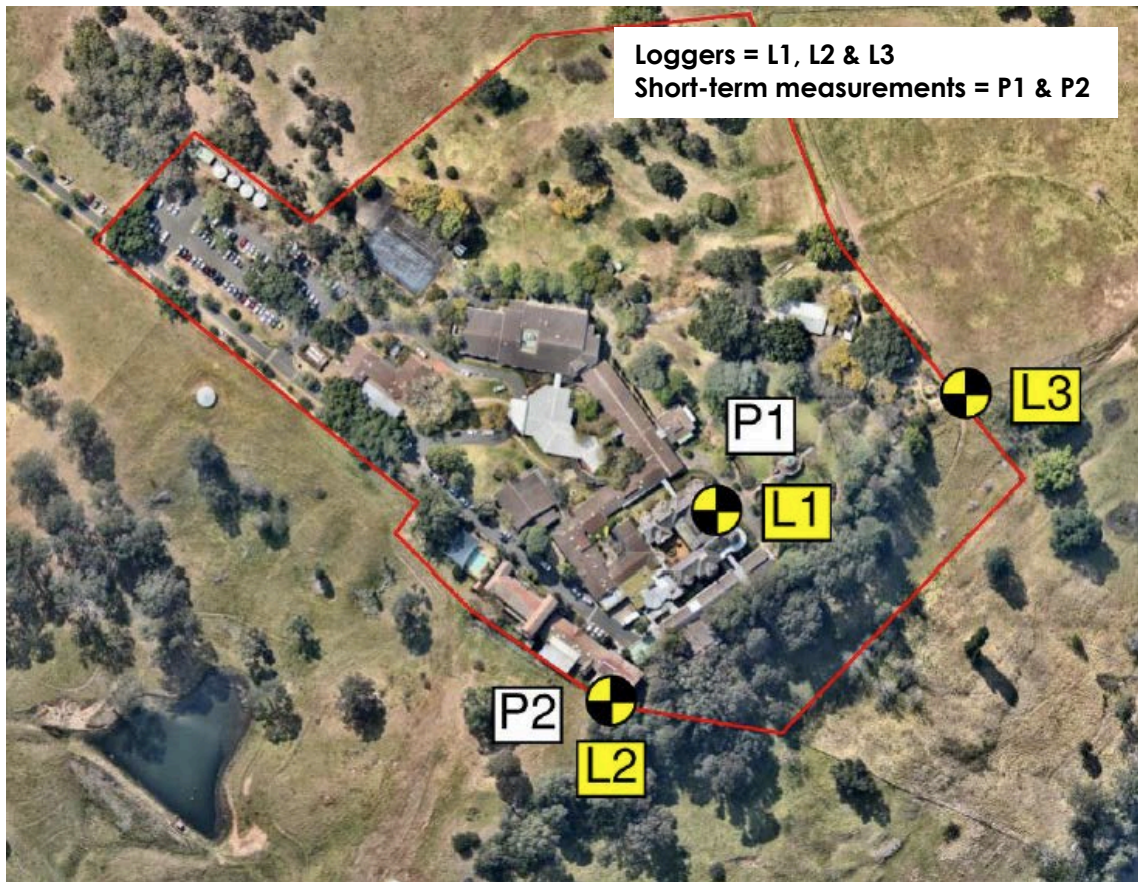 Loggers = L1, L2 & L3
Short-term measurements = P1 & P2
L3
P1
L1
P2
L2